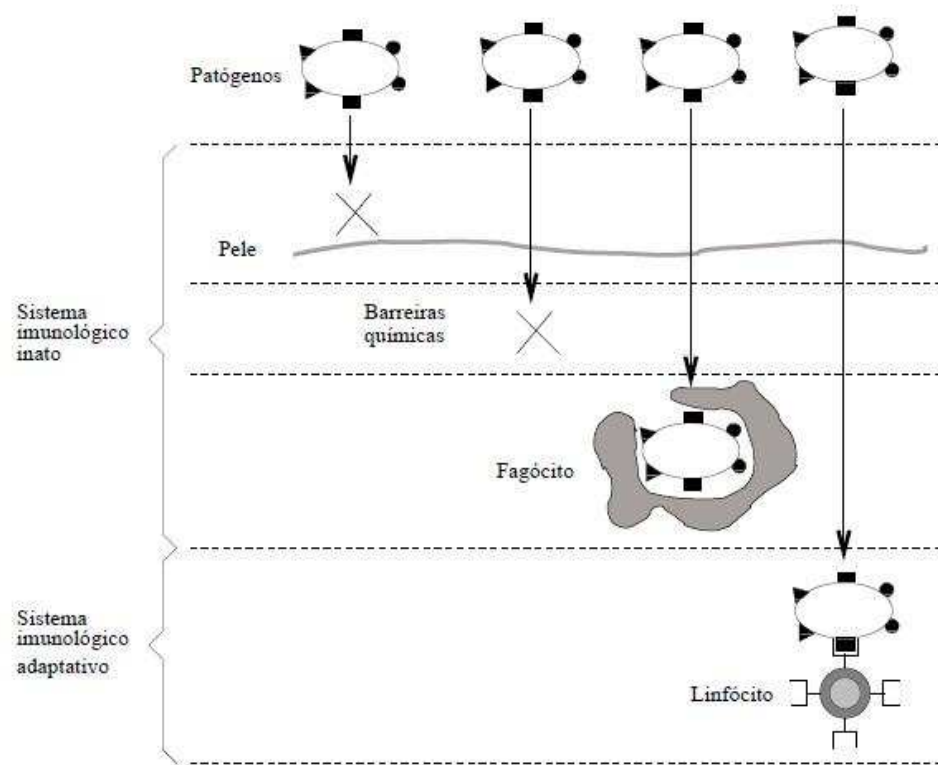 Patógenos
Pele
Sistema
imunológico
inato
Barreiras
químicas
Fagócito
Sistema
imunológico
adaptativo
Linfócito